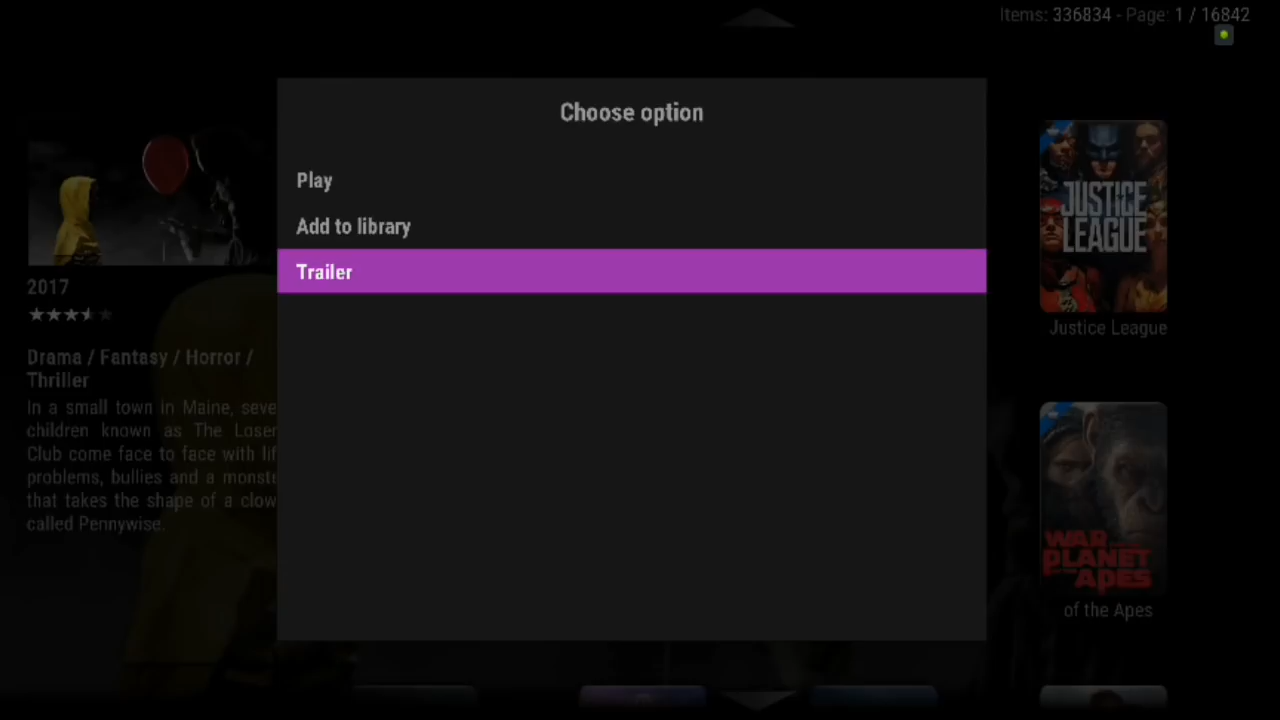 Items: 336834 - Page: 1 / 16842
Choose option
Play
Add to library
Trailer
2017
Drama / Fantasy / Horror /
Thriller
In a small town in Maine, seve
children known as The Loser
Club come face to face with lif
problems, bullies and a monste
that takes the shape of a clow
called Pennywise.
JUSTICE
LEAGUE
Justice League
WAR
PLANET
APES
of the Apes